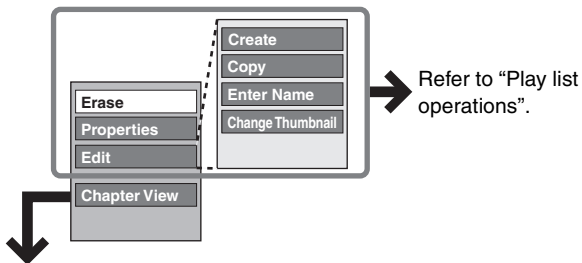 Create
Copy
Enter Name
Change Thumbnail
Erase
Properties
Edit
Chapter View
Refer to “Play list
operations”.